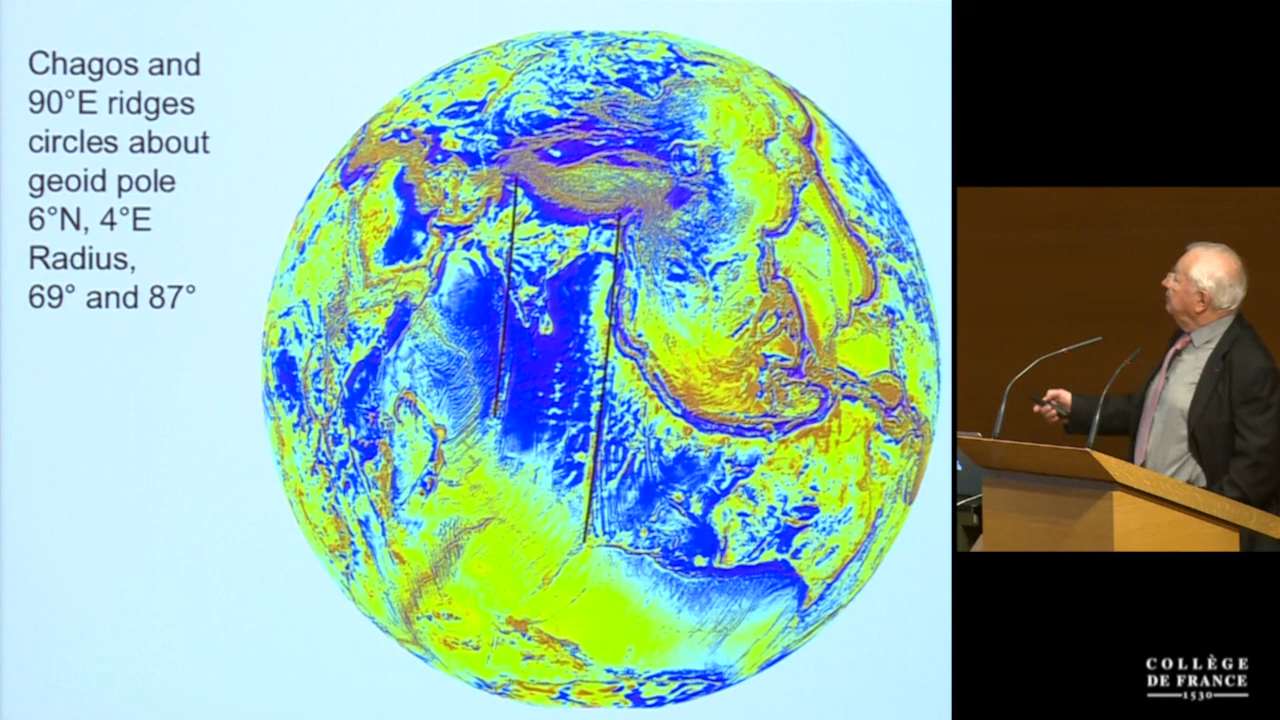 Chagos and
90°E ridges
circles about
geoid pole
6°N, 4°E
Radius,
69° and 87°
COLLÈGE
DE FRANCE
1530